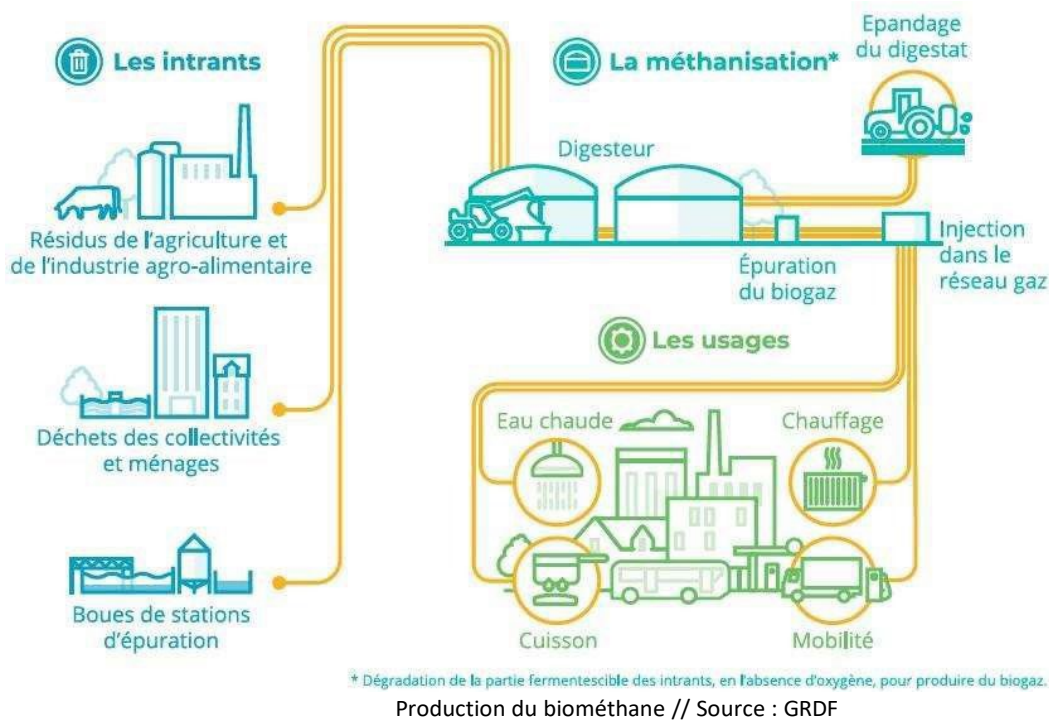 Les intrants
Résidus de l'agriculture et
de l'industrie agro-alimentaire
Déchets des collectivités
et ménages
Boues de stations
d'épuration
La méthanisation*
Epandage
du digestat
Digesteur
Épuration
du biogaz
Injection
dans le
réseau gaz
Les usages
Eau chaude
Chauffage
Cuisson
Mobilité
* Dégradation de la partie fermentescible des intrants, en l'absence d'oxygène, pour produire du biogaz.
Production du biométhane // Source : GRDF